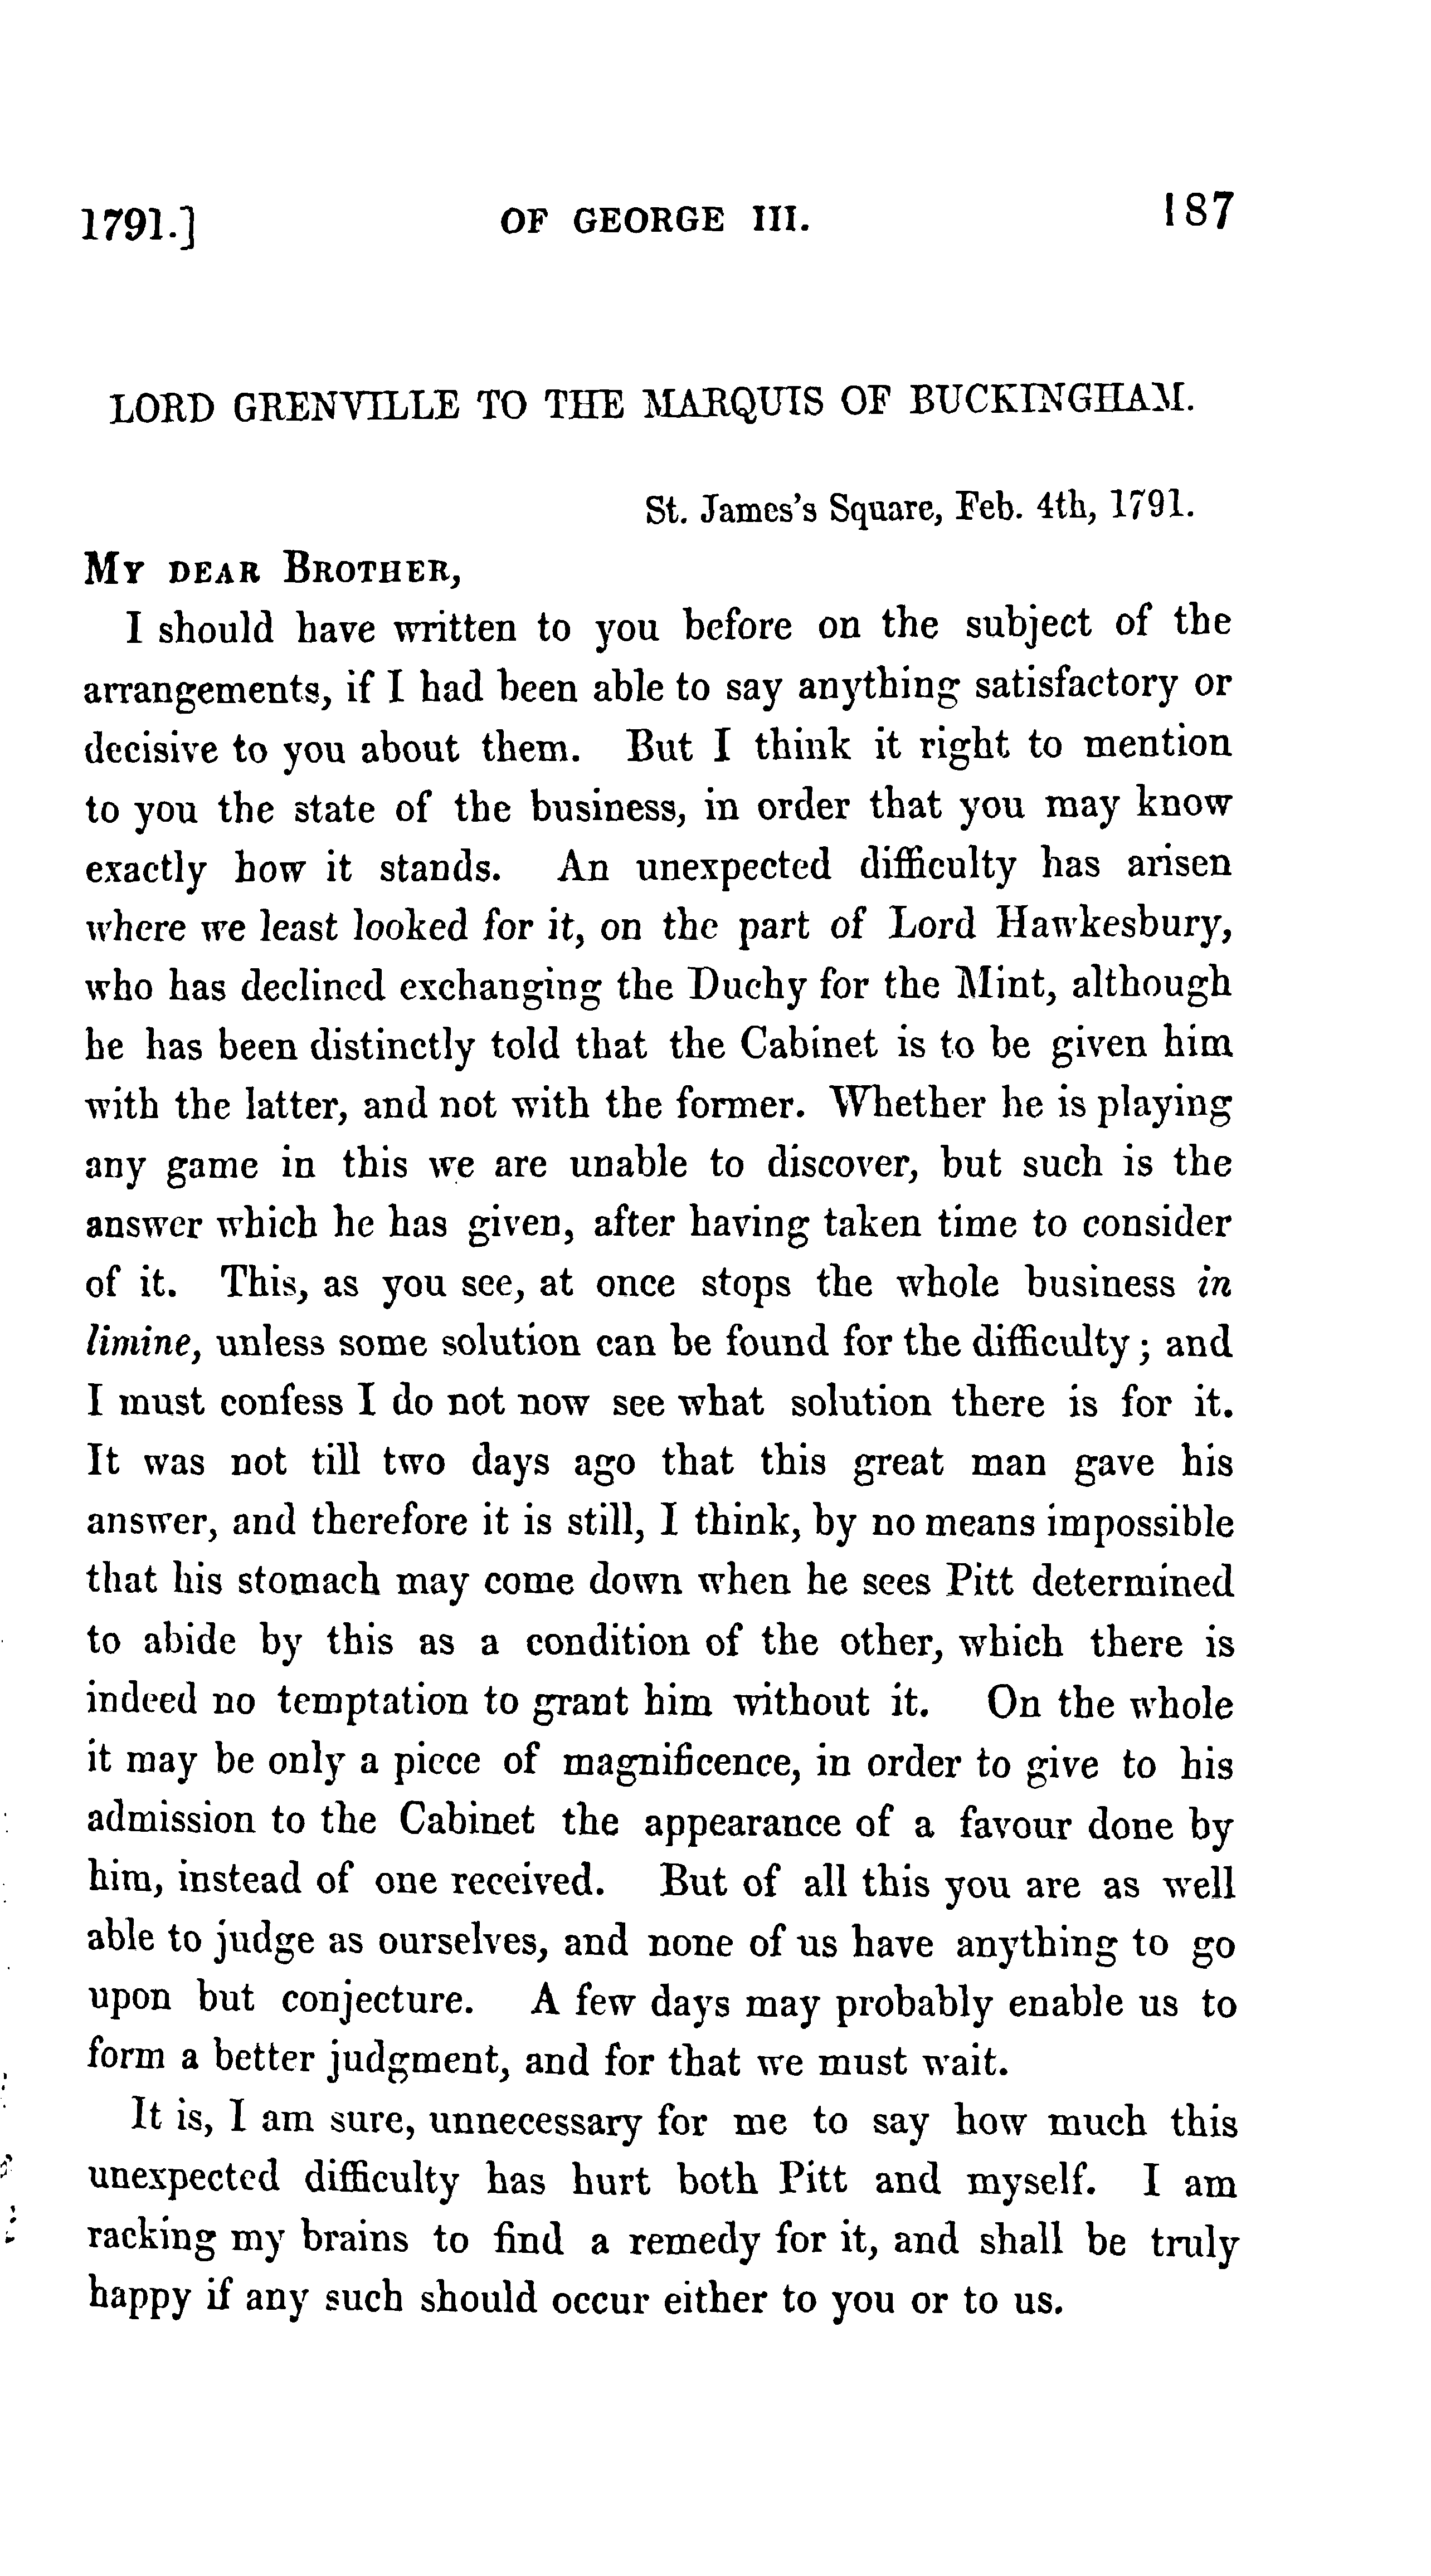 1791.] OF GEORGE III. 187
LORD GRENVILLE TO THE MARQUIS OF BUCKINGHAM.
St. James's Square, Feb. 4th, 1791.
MY DEAR BROTHER,
I should have written to you before on the subject of the
arrangements, if I had been able to say anything satisfactory or
decisive to you about them. But I think it right to mention
to you the state of the business, in order that you may know
exactly how it stands. An unexpected difficulty has arisen
where we least looked for it, on the part of Lord Hawkesbury,
who has declined exchanging the Duchy for the Mint, although
he has been distinctly told that the Cabinet is to be given him
with the latter, and not with the former. Whether he is playing
any game in this we are unable to discover, but such is the
answer which he has given, after having taken time to consider
of it. This, as you see, at once stops the whole business in
limine, unless some solution can be found for the difficulty; and
I must confess I do not now see what solution there is for it.
It was not till two days ago that this great man gave his
answer, and therefore it is still, I think, by no means impossible
that his stomach may come down when he sees Pitt determined
to abide by this as a condition of the other, which there is
indeed no temptation to grant him without it. On the whole
it may be only a piece of magnificence, in order to give to his
admission to the Cabinet the appearance of a favour done by
him, instead of one received. But of all this you are as well
able to judge as ourselves, and none of us have anything to go
upon but conjecture. A few days may probably enable us to
form a better judgment, and for that we must wait.
It is, I am sure, unnecessary for me to say how much this
unexpected difficulty has hurt both Pitt and myself. I am
racking my brains to find a remedy for it, and shall be truly
happy if any such should occur either to you or to us.